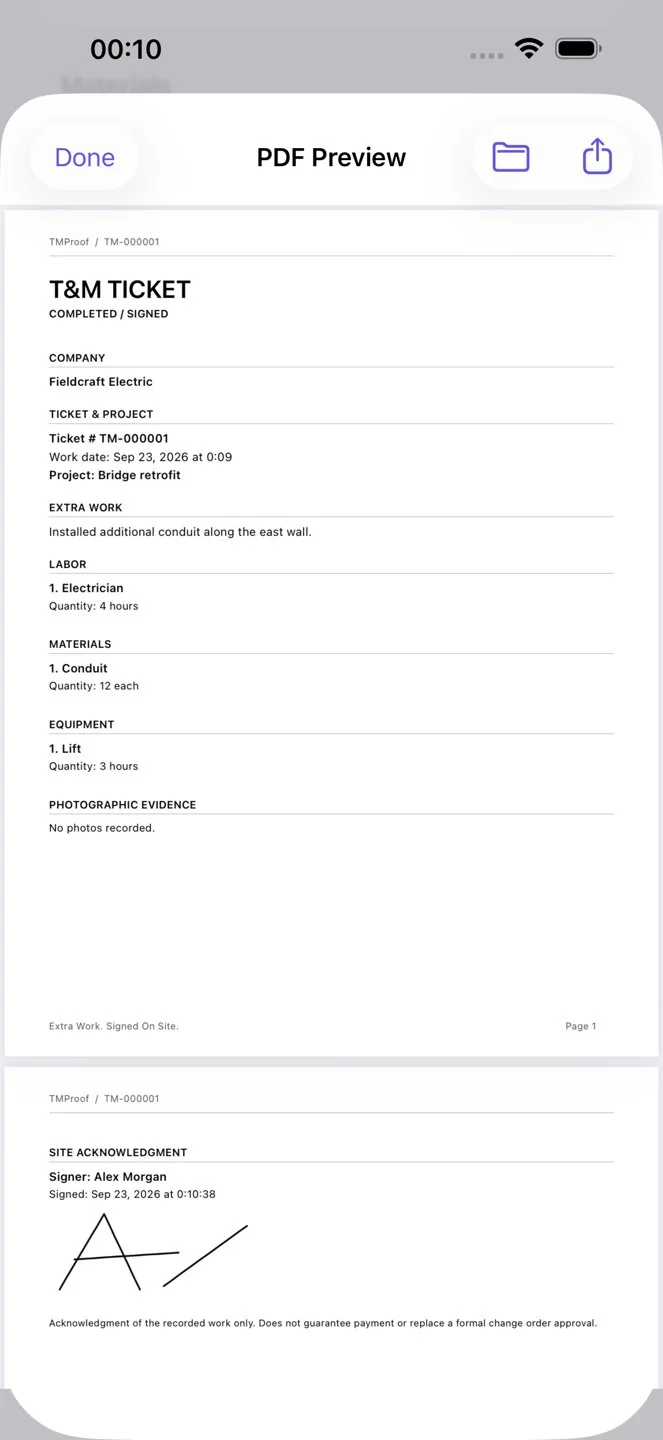 00:10
Materials
Done
PDF Preview
TMProof / TM-000001
T&M TICKET
COMPLETED / SIGNED
COMPANY
Fieldcraft Electric
TICKET & PROJECT
Ticket # TM-000001
Work date: Sep 23, 2026 at 0:09
Project: Bridge retrofit
EXTRA WORK
Installed additional conduit along the east wall.
LABOR
1. Electrician
Quantity: 4 hours
MATERIALS
1. Conduit
Quantity: 12 each
EQUIPMENT
1. Lift
Quantity: 3 hours
PHOTOGRAPHIC EVIDENCE
No photos recorded.
Extra Work. Signed On Site.
Page 1
TMProof / TM-000001
SITE ACKNOWLEDGMENT
Signer: Alex Morgan
Signed: Sep 23, 2026 at 0:10:38
Acknowledgment of the recorded work only. Does not guarantee payment or replace a formal change order approval.